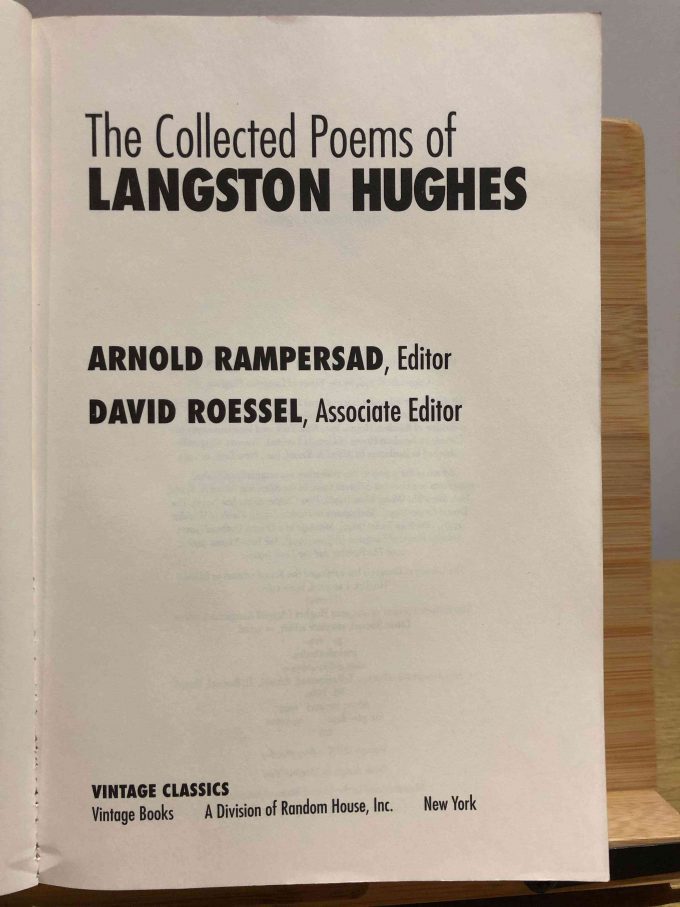 The Collected Poems of
LANGSTON HUGHES
ARNOLD RAMPERSAD, Editor
DAVID ROESSEL, Associate Editor
VINTAGE CLASSICS
Vintage Books A Division of Random House, Inc. New York